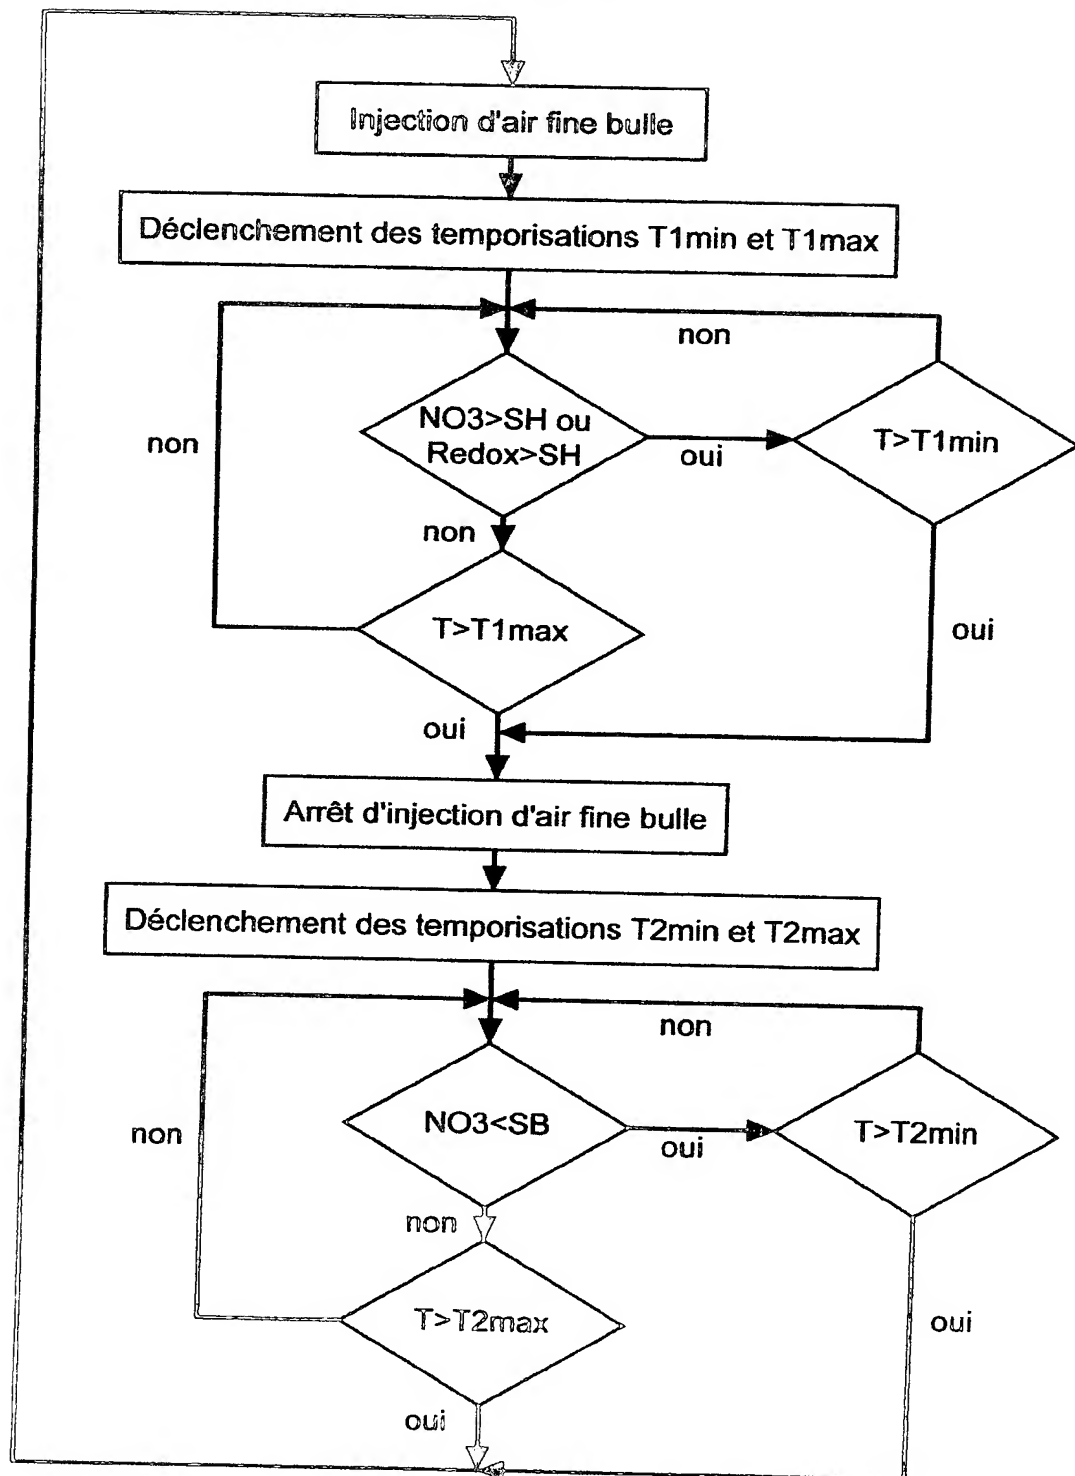 Injection d'air fine bulle
Déclenchement des temporisations T1min et T1max
non
non
NO3>SH ou
Redox>SH
oui
T>T1min
non
T>T1max
oui
oui
Arrêt d'injection d'air fine bulle
Déclenchement des temporisations T2min et T2max
non
non
NO3<SB
oui
T>T2min
non
T>T2max
oui
oui